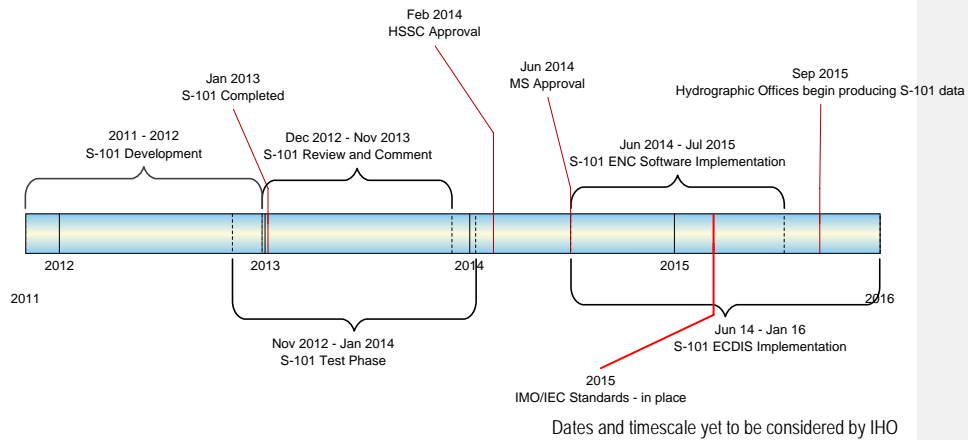 Feb 2014
HSSC Approval
Jun 2014
MS Approval
Jan 2013
S-101 Completed
Sep 2015
Hydrographic Offices begin producing S-101 data
2011 - 2012
S-101 Development
Dec 2012 - Nov 2013
S-101 Review and Comment
Jun 2014 - Jul 2015
S-101 ENC Software Implementation
2012
2013
2014
2015
2011
2016
Nov 2012 - Jan 2014
S-101 Test Phase
Jun 14 - Jan 16
S-101 ECDIS Implementation
2015
IMO/IEC Standards - in place
Dates and timescale yet to be considered by IHO